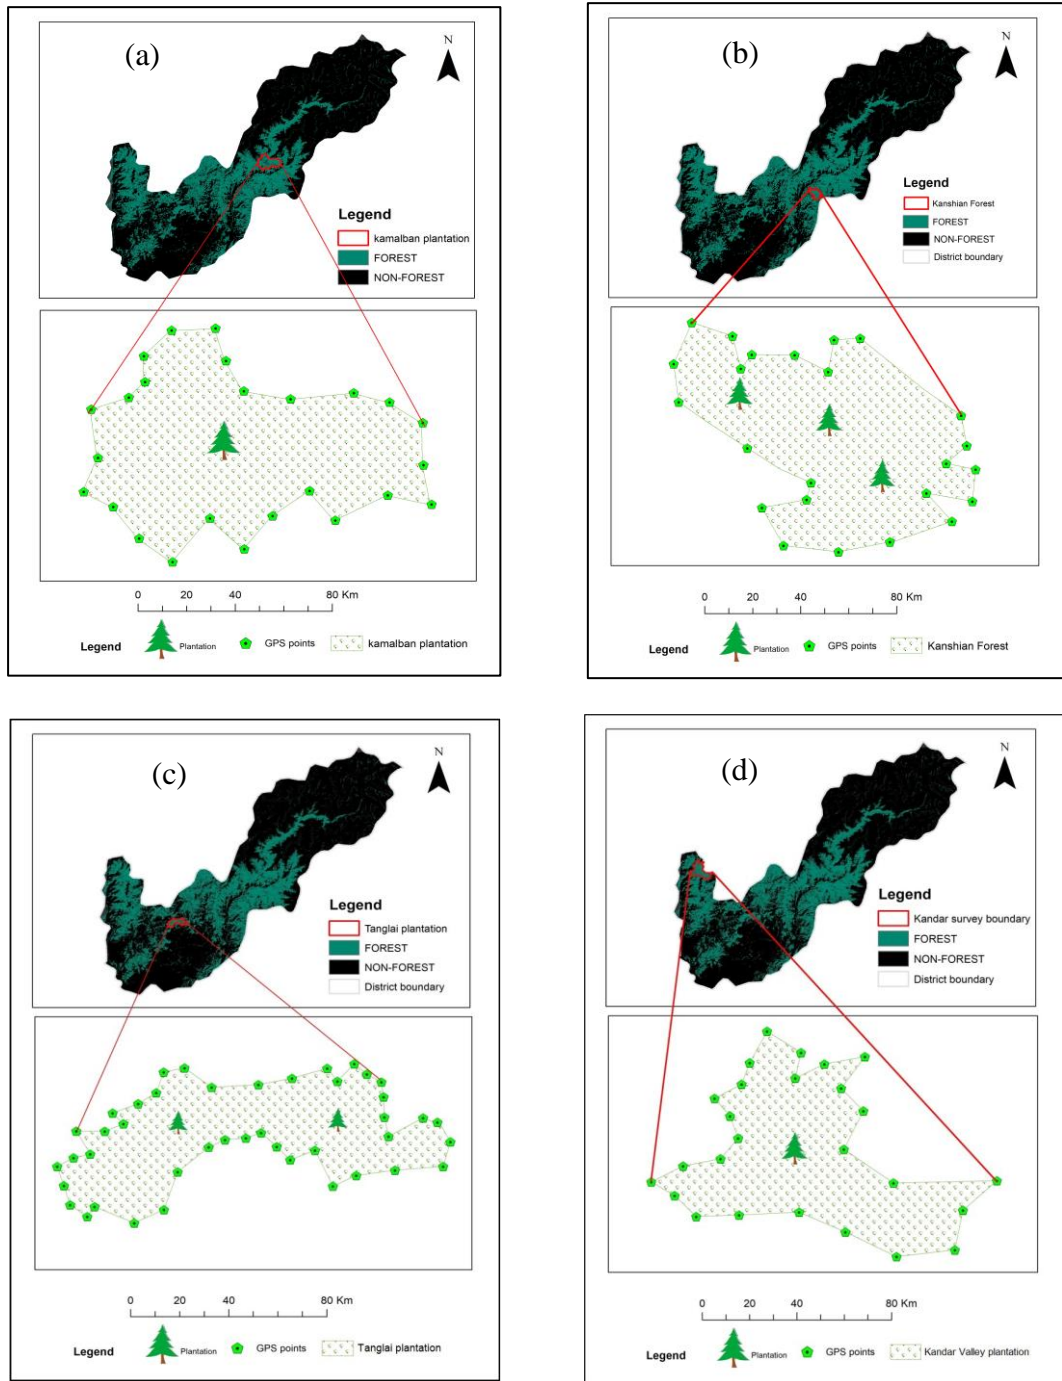 (a)
N
Legend
kamalban plantation
FOREST
NON-FOREST
0 20 40 80 Km
Legend Plantation GPS points kamalban plantation
(b)
N
Legend
Kanshian Forest
FOREST
NON-FOREST
District boundary
0 20 40 80 Km
Legend Plantation GPS points Kanshian Forest
(c)
N
Legend
Tanglai plantation
FOREST
NON-FOREST
District boundary
0 20 40 80 Km
Legend Plantation GPS points Tanglai plantation
(d)
N
Legend
Kandar survey boundary
FOREST
NON-FOREST
District boundary
0 20 40 80 Km
Legend Plantation GPS points Kandar Valley plantation